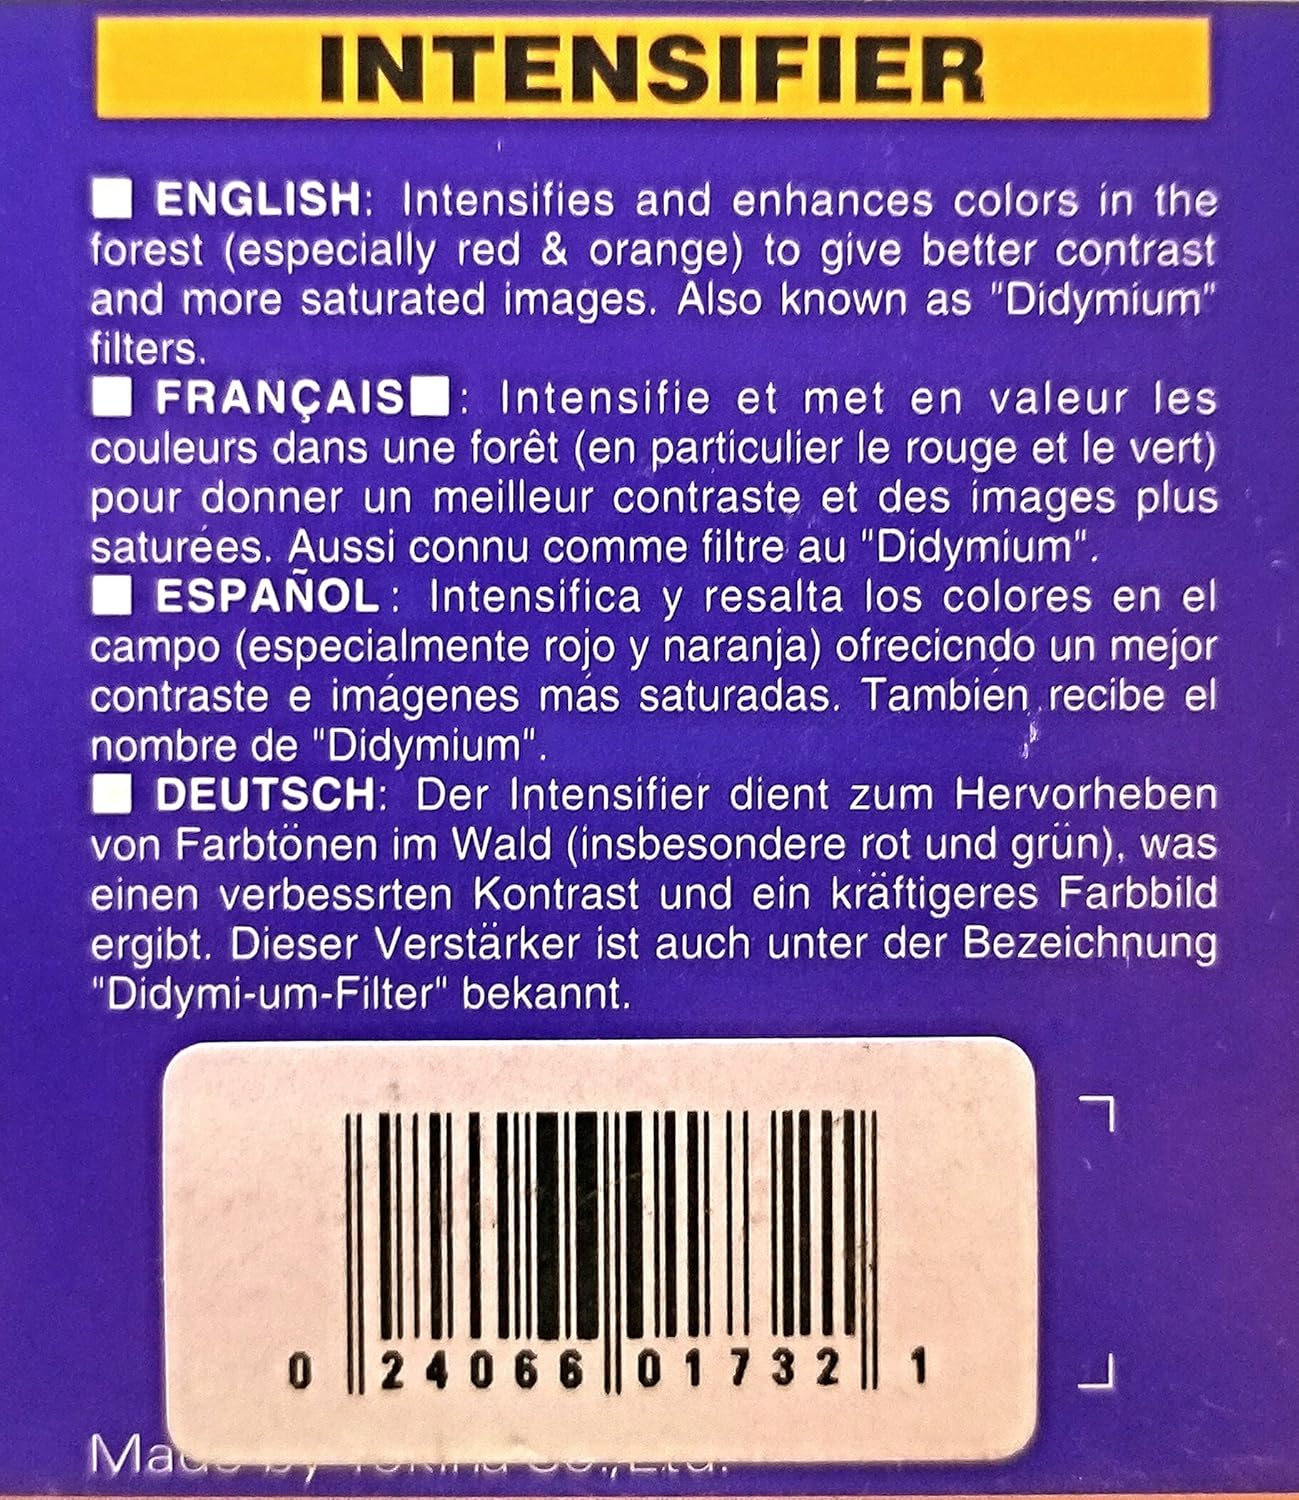 INTENSIFIER
■ ENGLISH: Intensifies and enhances colors in the
forest (especially red & orange) to give better contrast
and more saturated images. Also known as "Didymium"
filters.
■ FRANÇAIS■: Intensifie et met en valeur les
couleurs dans une forêt (en particulier le rouge et le vert)
pour donner un meilleur contraste et des images plus
saturées. Aussi connu comme filtre au "Didymium".
■ ESPAÑOL: Intensifica y resalta los colores en el
campo (especialmente rojo y naranja) ofrecicndo un mejor
contraste e imágenes más saturadas. También recibe el
nombre de "Didymium".
■ DEUTSCH: Der Intensifier dient zum Hervorheben
von Farbtönen im Wald (insbesondere rot und grün), was
einen verbessrten Kontrast und ein kräftigeres Farbbild
ergibt. Dieser Verstärker ist auch unter der Bezeichnung
"Didymi-um-Filter" bekannt.
0 24066 01732 1